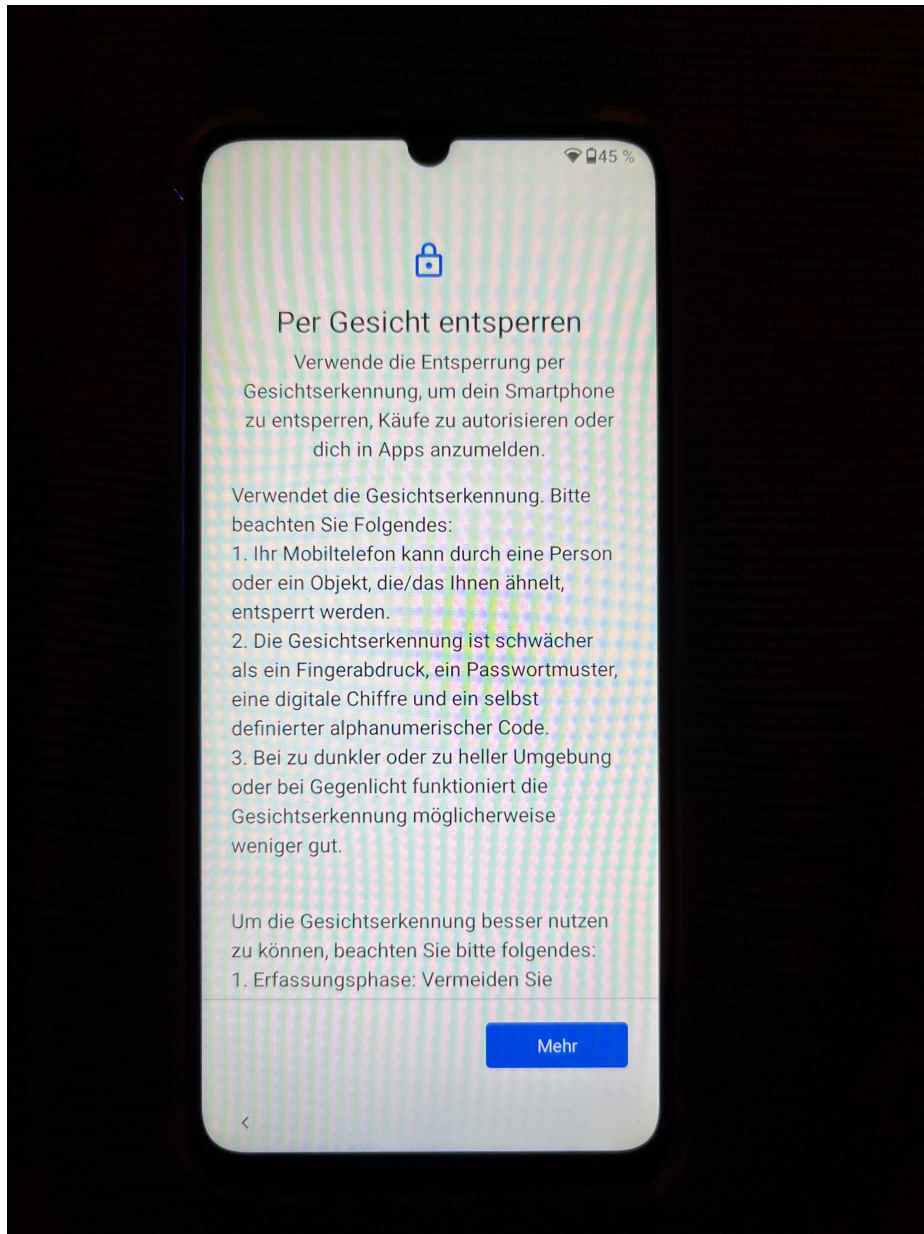 45 %
Per Gesicht entsperren
Verwende die Entsperrung per
Gesichtserkennung, um dein Smartphone
zu entsperren, Käufe zu autorisieren oder
dich in Apps anzumelden.
Verwendet die Gesichtserkennung. Bitte
beachten Sie Folgendes:
1. Ihr Mobiltelefon kann durch eine Person
oder ein Objekt, die/das Ihnen ähnelt,
entsperrt werden.
2. Die Gesichtserkennung ist schwächer
als ein Fingerabdruck, ein Passwortmuster,
eine digitale Chiffre und ein selbst
definierter alphanumerischer Code.
3. Bei zu dunkler oder zu heller Umgebung
oder bei Gegenlicht funktioniert die
Gesichtserkennung möglicherweise
weniger gut.
Um die Gesichtserkennung besser nutzen
zu können, beachten Sie bitte folgendes:
1. Erfassungsphase: Vermeiden Sie
Mehr